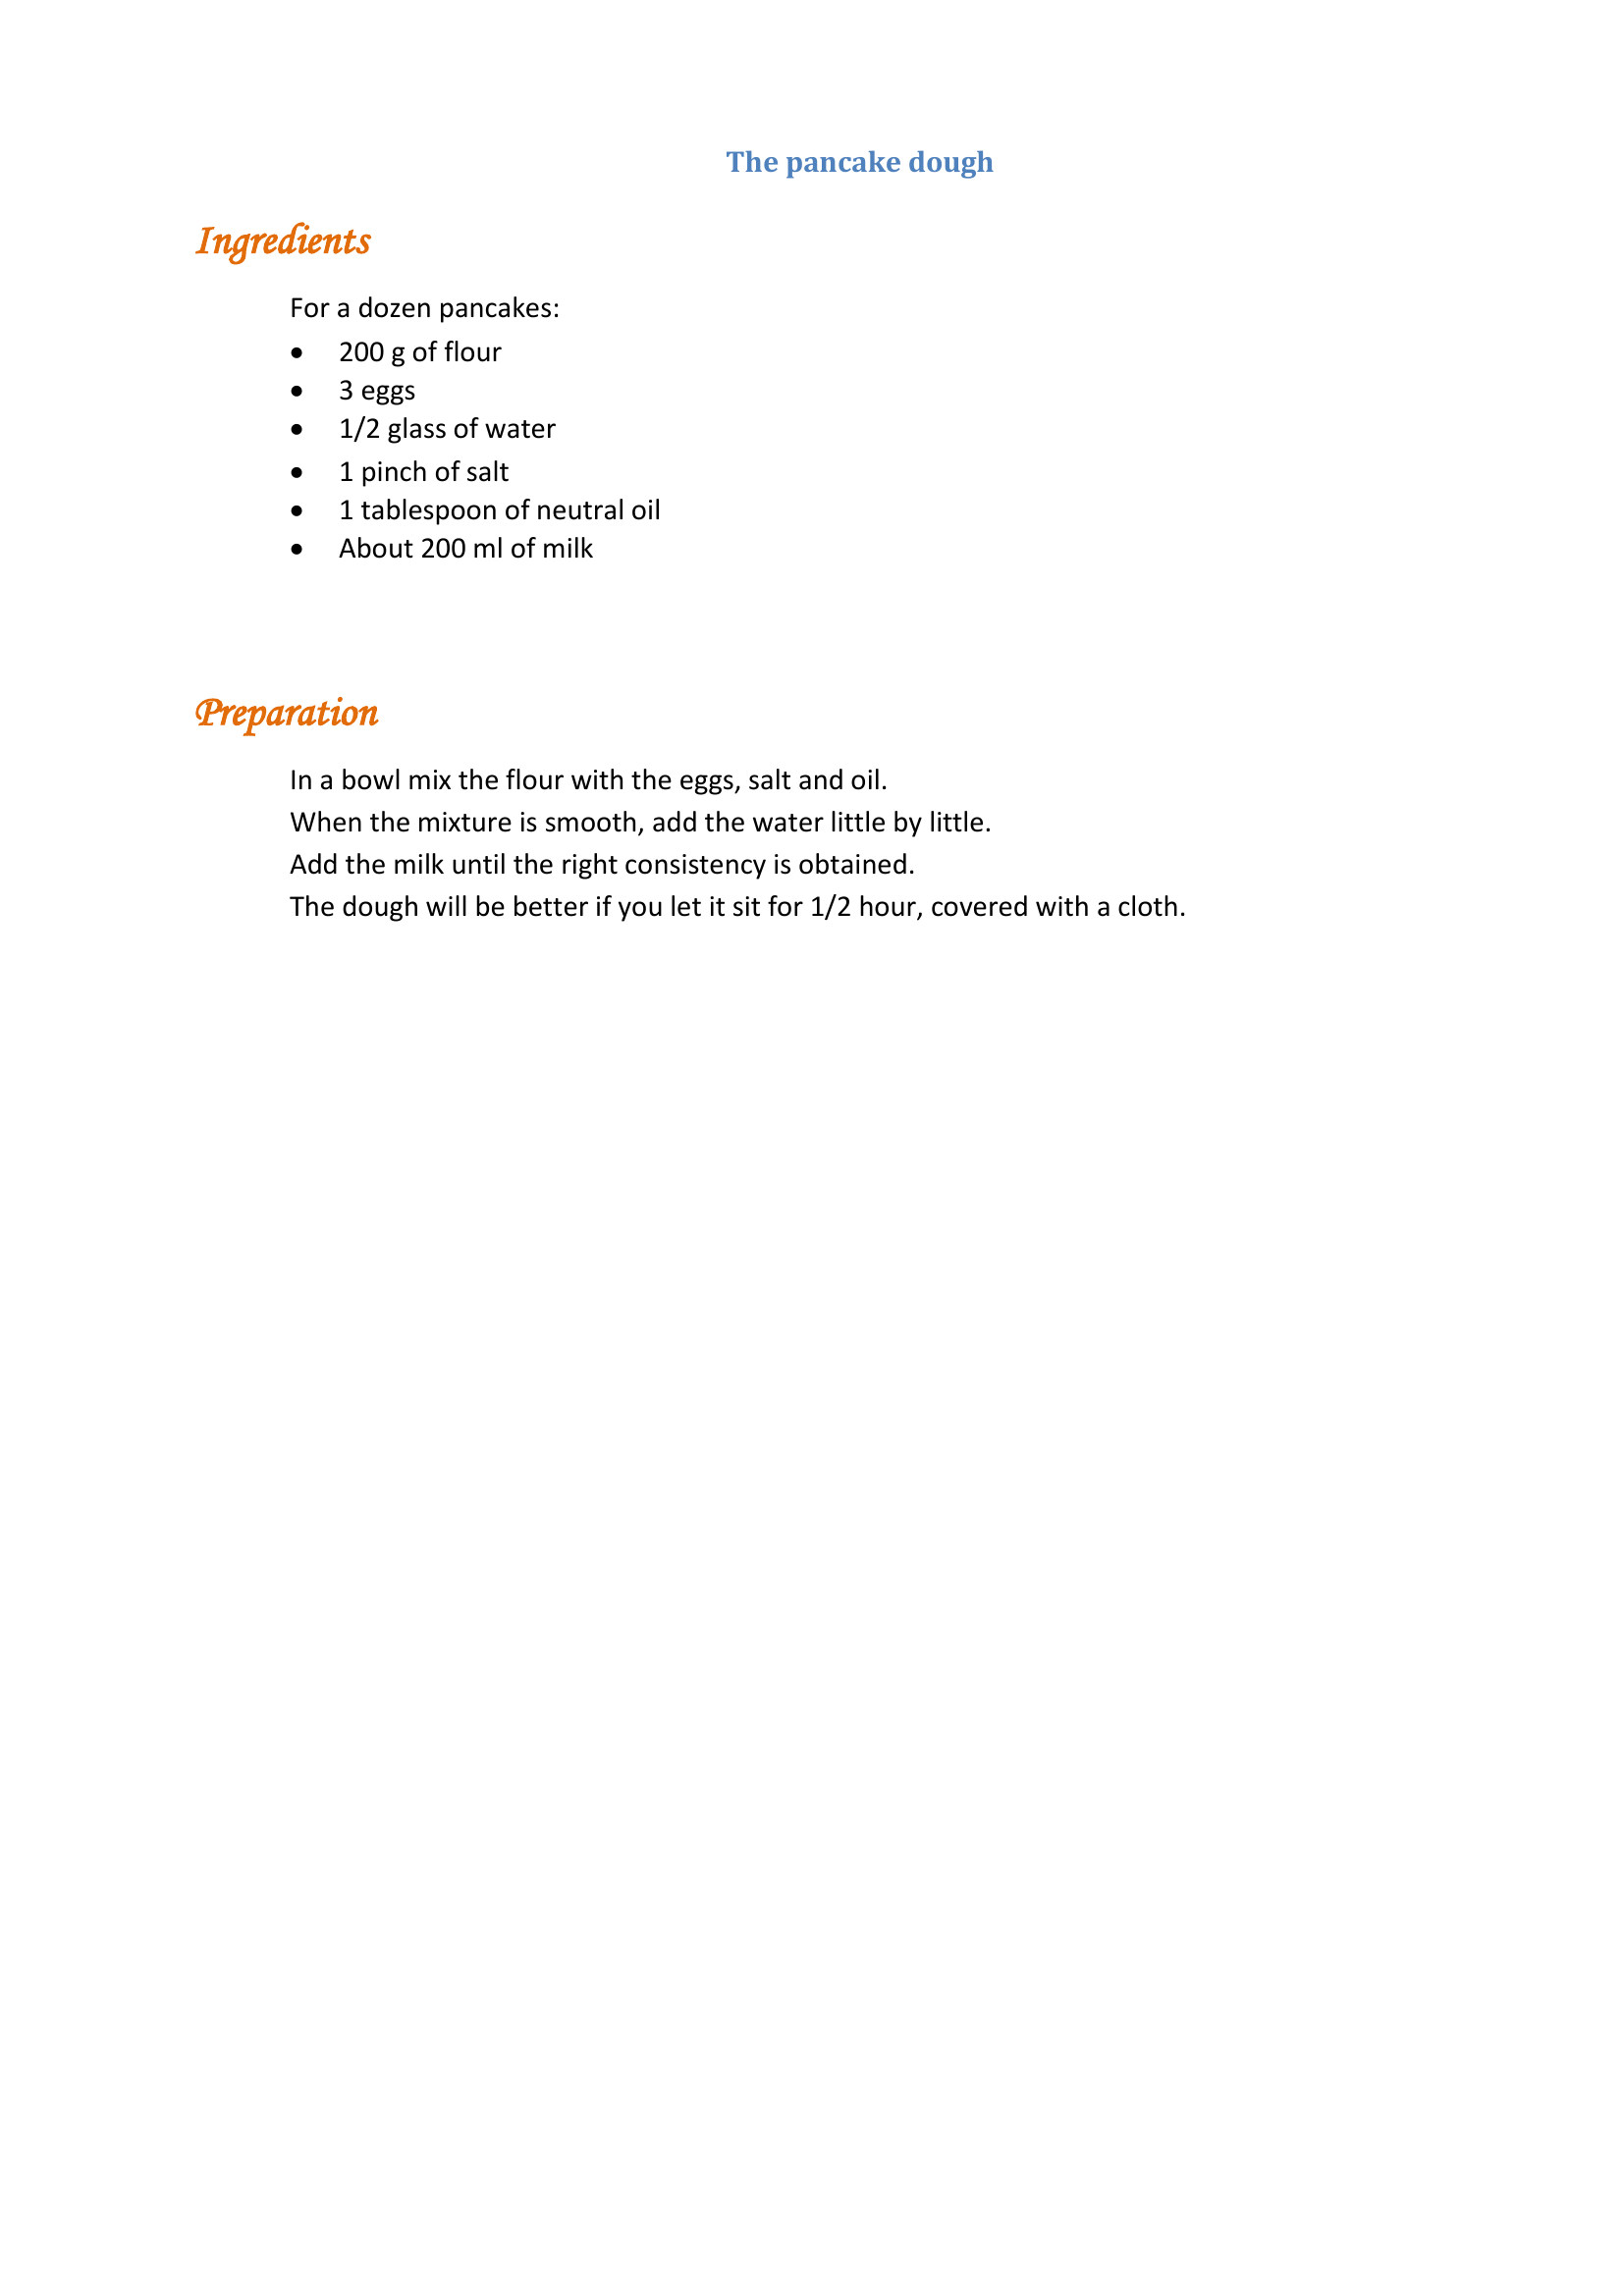 The pancake dough
Ingredients
For a dozen pancakes:
• 200 g of flour
• 3 eggs
• 1/2 glass of water
• 1 pinch of salt
• 1 tablespoon of neutral oil
• About 200 ml of milk
Preparation
In a bowl mix the flour with the eggs, salt and oil.
When the mixture is smooth, add the water little by little.
Add the milk until the right consistency is obtained.
The dough will be better if you let it sit for 1/2 hour, covered with a cloth.